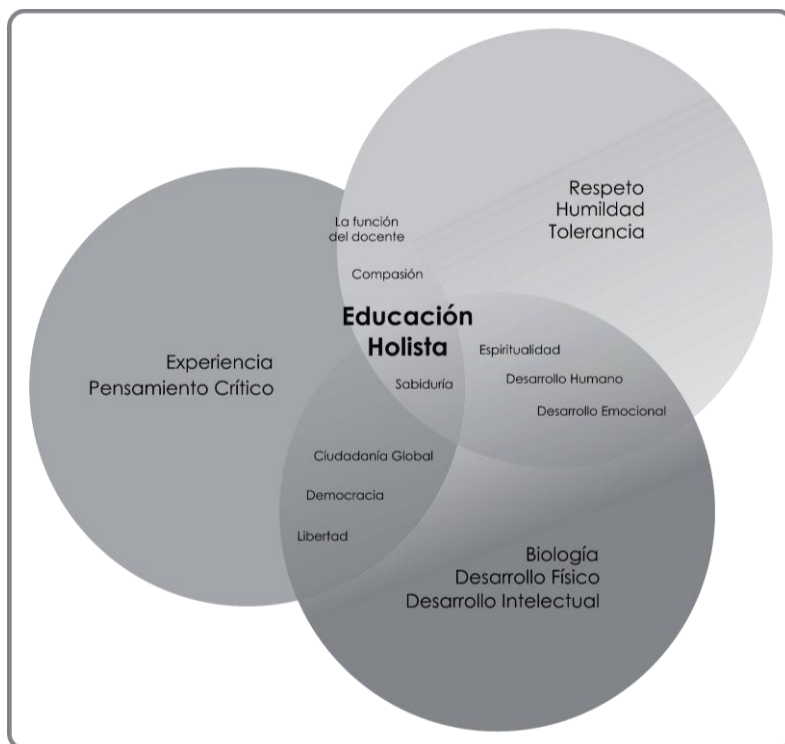 Respeto
Humildad
Tolerancia
La función
del docente
Compasión
Educación
Holista
Experiencia
Pensamiento Crítico
Sabiduría
Espiritualidad
Desarrollo Humano
Desarrollo Emocional
Ciudadanía Global
Democracia
Libertad
Biología
Desarrollo Físico
Desarrollo Intelectual